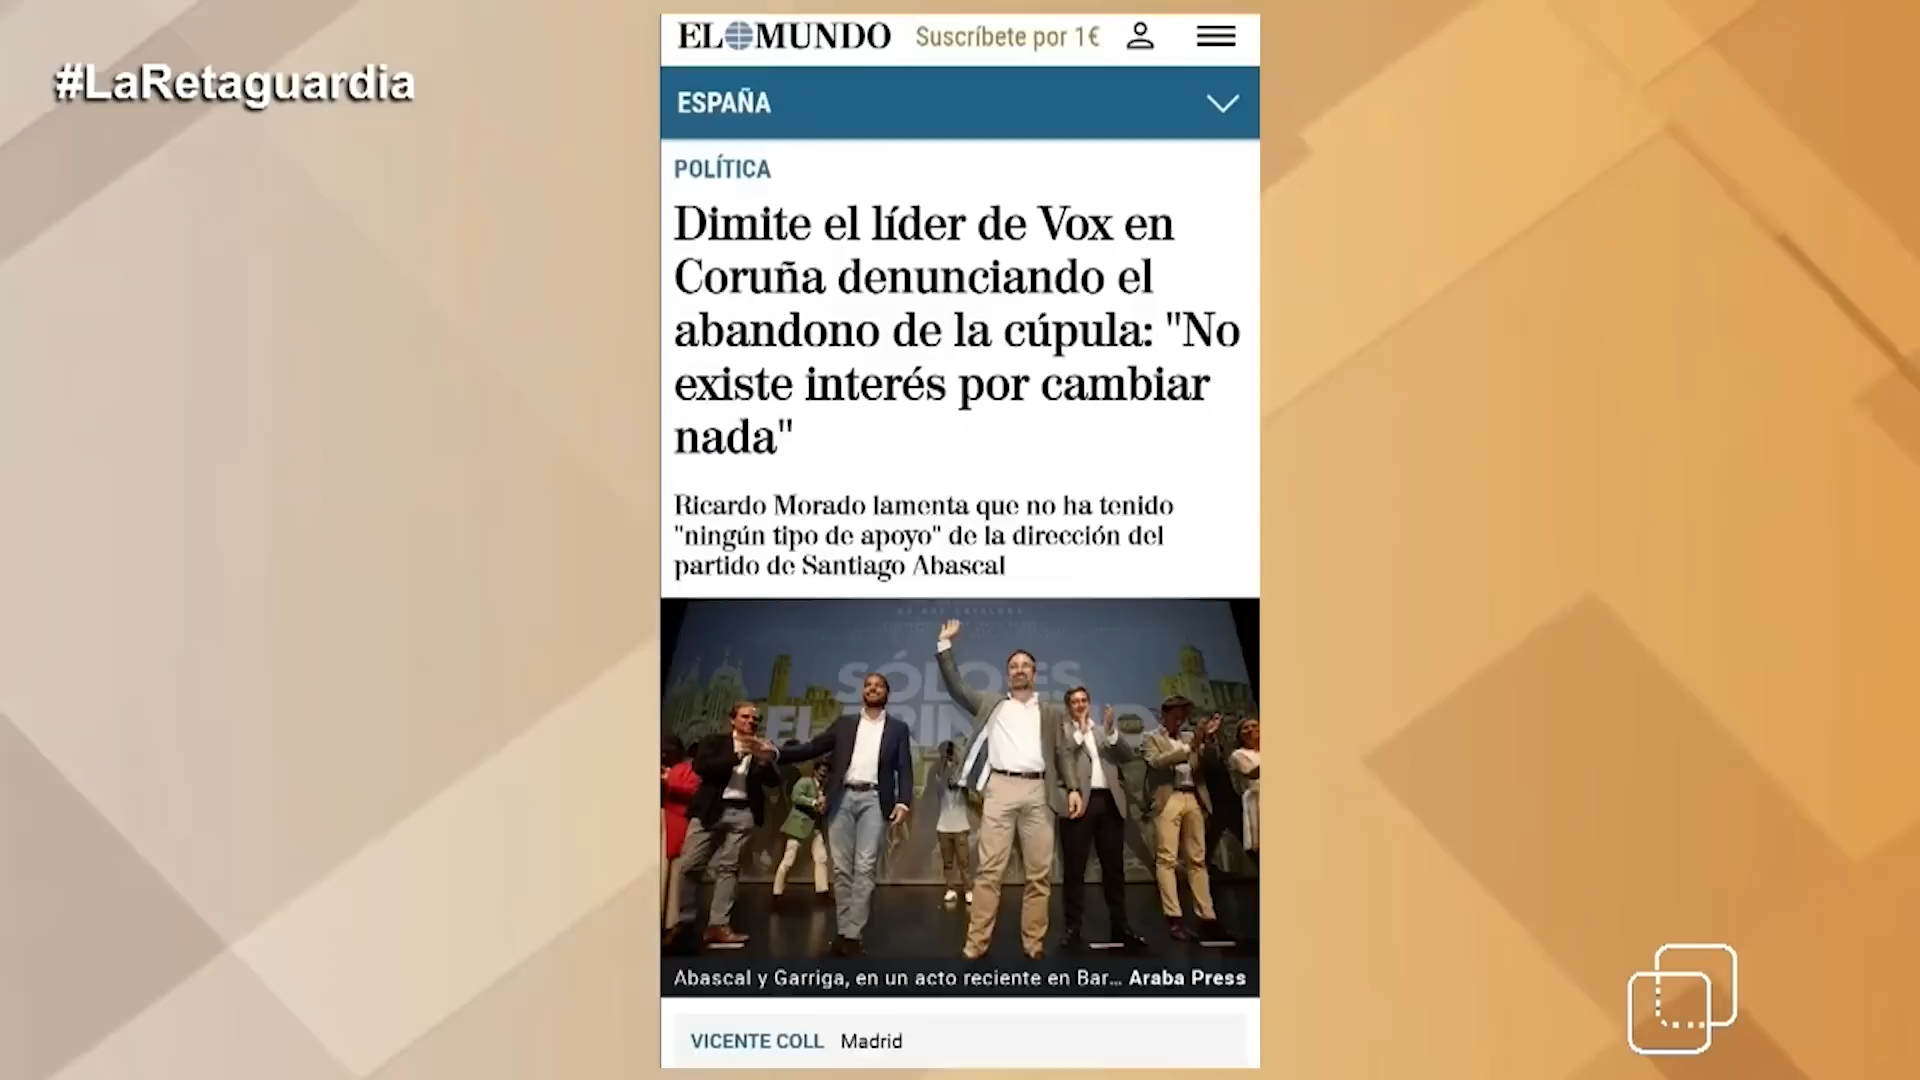 #LaRetaguardia
EL MUNDO
Suscríbete por 1€
ESPAÑA
POLÍTICA
Dimite el líder de Vox en
Coruña denunciando el
abandono de la cúpula: "No
existe interés por cambiar
nada"
Ricardo Morado lamenta que no ha tenido
"ningún tipo de apoyo" de la dirección del
partido de Santiago Abascal
SÓLO ES
Abascal y Garriga, en un acto reciente en Bar... Araba Press
VICENTE COLL Madrid